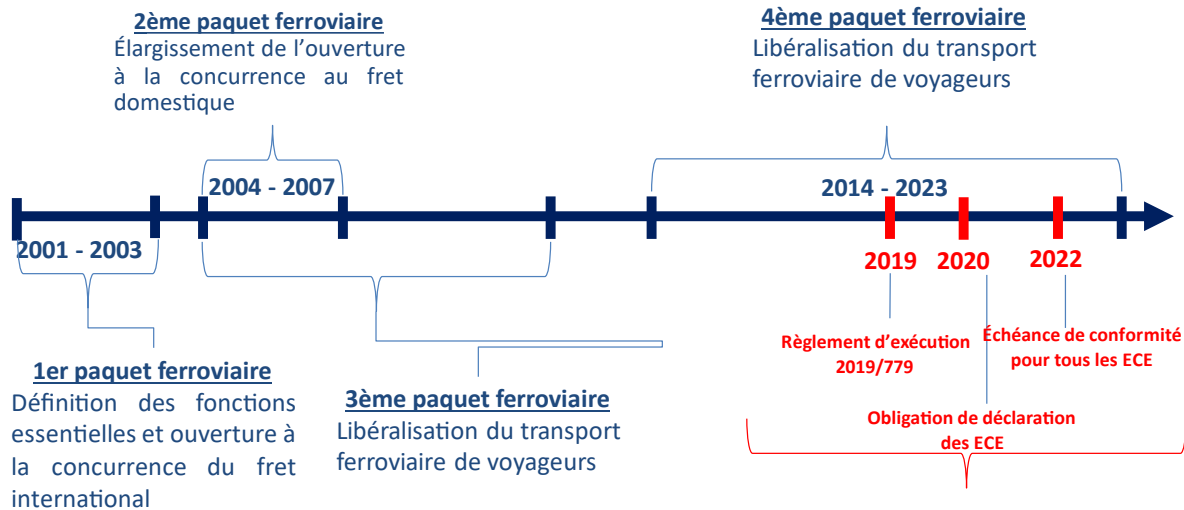 2ème paquet ferroviaire
Élargissement de l'ouverture
à la concurrence au fret
domestique
4ème paquet ferroviaire
Libéralisation du transport
ferroviaire de voyageurs
2004 - 2007
2014 - 2023
2001 - 2003
2019
2020
2022
Règlement d'exécution
2019/779
Échéance de conformité
pour tous les ECE
Obligation de déclaration
des ECE
1er paquet ferroviaire
Définition des fonctions
essentielles et ouverture à
la concurrence du fret
international
3ème paquet ferroviaire
Libéralisation du transport
ferroviaire de voyageurs